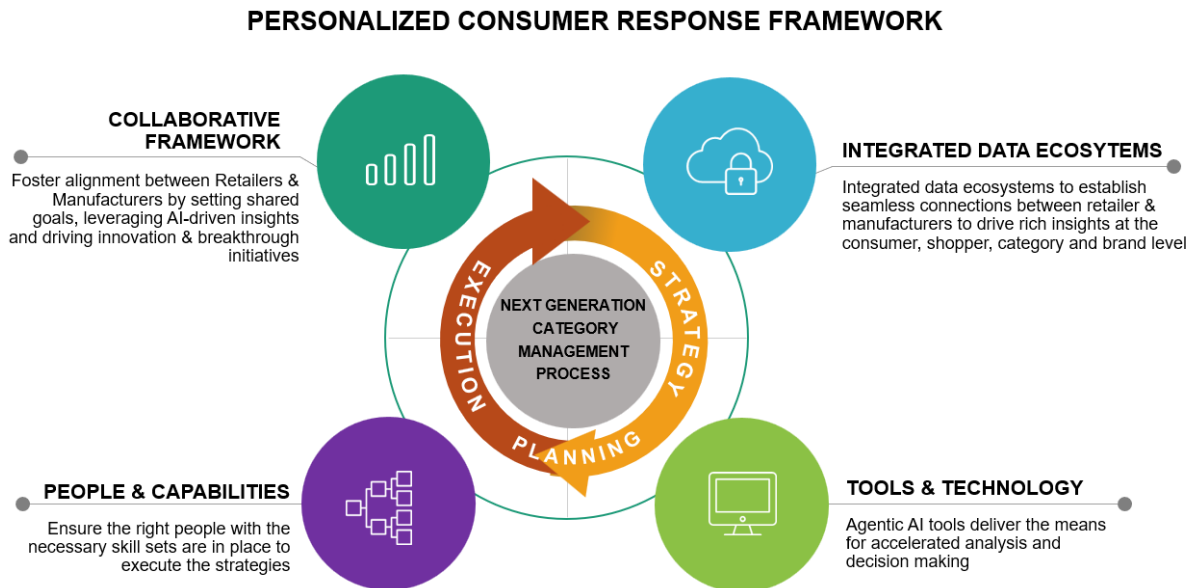 PERSONALIZED CONSUMER RESPONSE FRAMEWORK
COLLABORATIVE
FRAMEWORK
Foster alignment between Retailers &
Manufacturers by setting shared
goals, leveraging AI-driven insights
and driving innovation & breakthrough
initiatives
INTEGRATED DATA ECOSYTEMS
Integrated data ecosystems to establish
seamless connections between retailer &
manufacturers to drive rich insights at the
consumer, shopper, category and brand level
EXECUTION
STRATEGY
PLANNING
NEXT GENERATION
CATEGORY
MANAGEMENT
PROCESS
PEOPLE & CAPABILITIES
Ensure the right people with the
necessary skill sets are in place to
execute the strategies
TOOLS & TECHNOLOGY
Agentic AI tools deliver the means
for accelerated analysis and
decision making